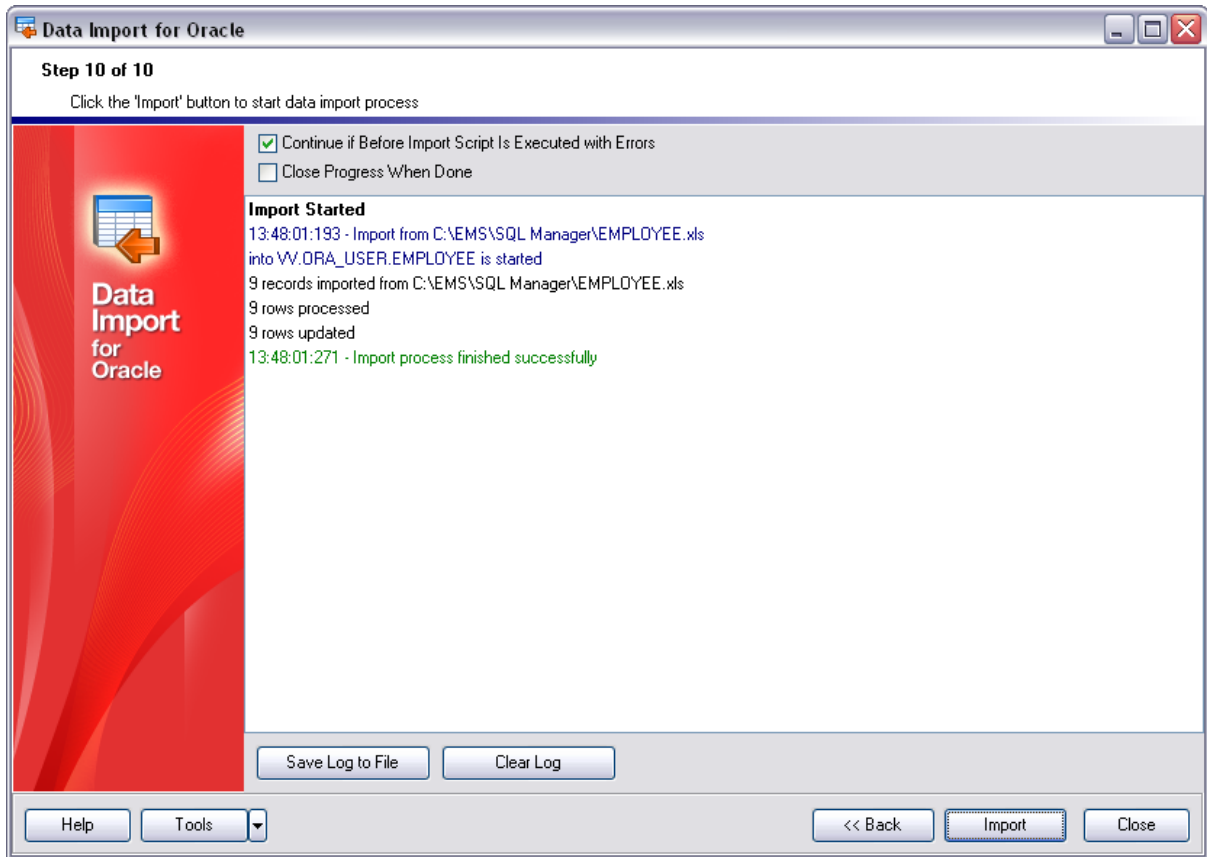 Data Import for Oracle
Step 10 of 10
Click the 'Import' button to start data import process
Continue if Before Import Script Is Executed with Errors
Close Progress When Done
Data
Import
for
Oracle
Import Started
13:48:01:193 - Import from C:\EMS\SQL Manager\EMPLOYEE.xls
into VV.ORA_USER.EMPLOYEE is started
9 records imported from C:\EMS\SQL Manager\EMPLOYEE.xls
9 rows processed
9 rows updated
13:48:01:271 - Import process finished successfully
Save Log to File Clear Log
Help Tools << Back Import Close